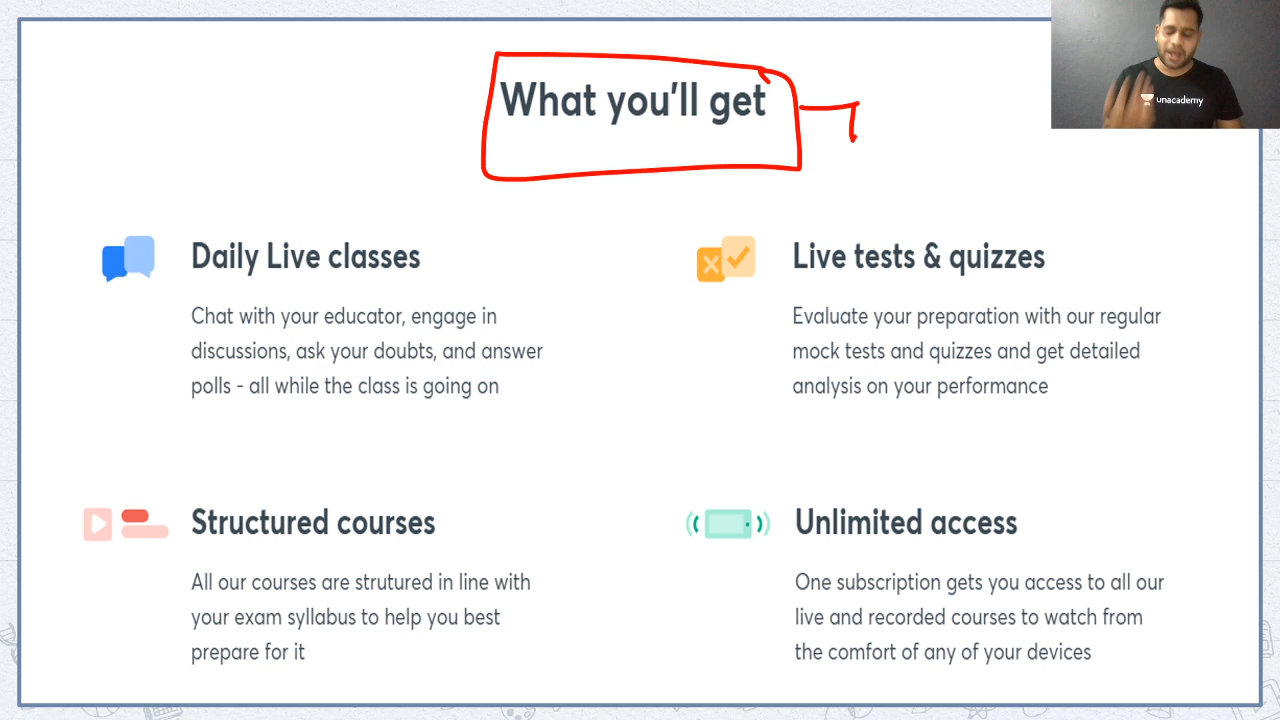 What you'll get
unacademy
Daily Live classes
Chat with your educator, engage in
discussions, ask your doubts, and answer
polls - all while the class is going on
Live tests & quizzes
Evaluate your preparation with our regular
mock tests and quizzes and get detailed
analysis on your performance
Structured courses
All our courses are strutured in line with
your exam syllabus to help you best
prepare for it
Unlimited access
One subscription gets you access to all our
live and recorded courses to watch from
the comfort of any of your devices